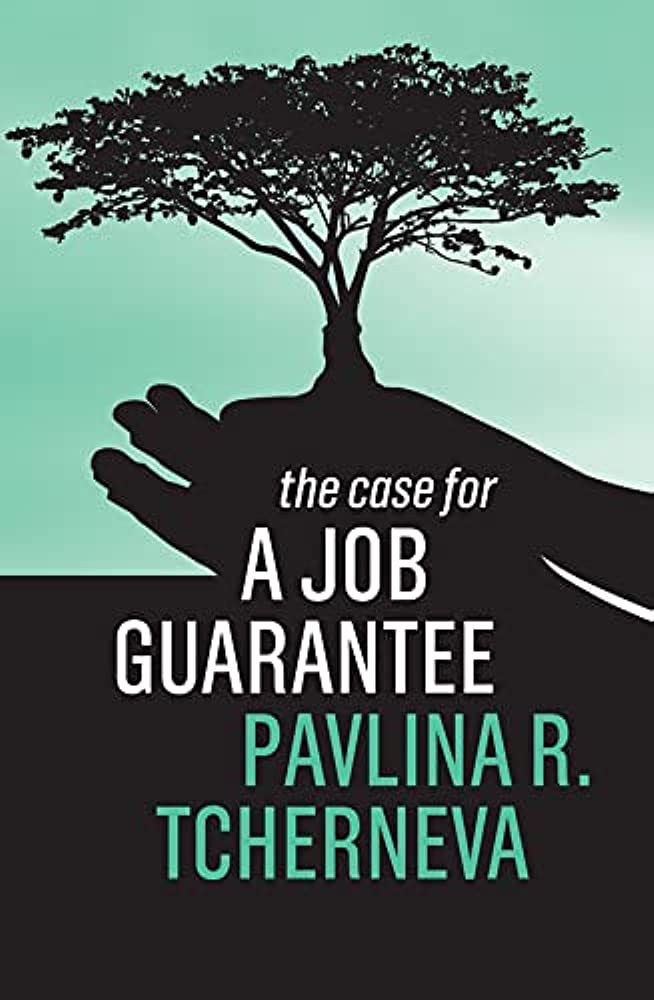 the case for
A JOB
GUARANTEE
PAVLINA R.
TCHERNEVA